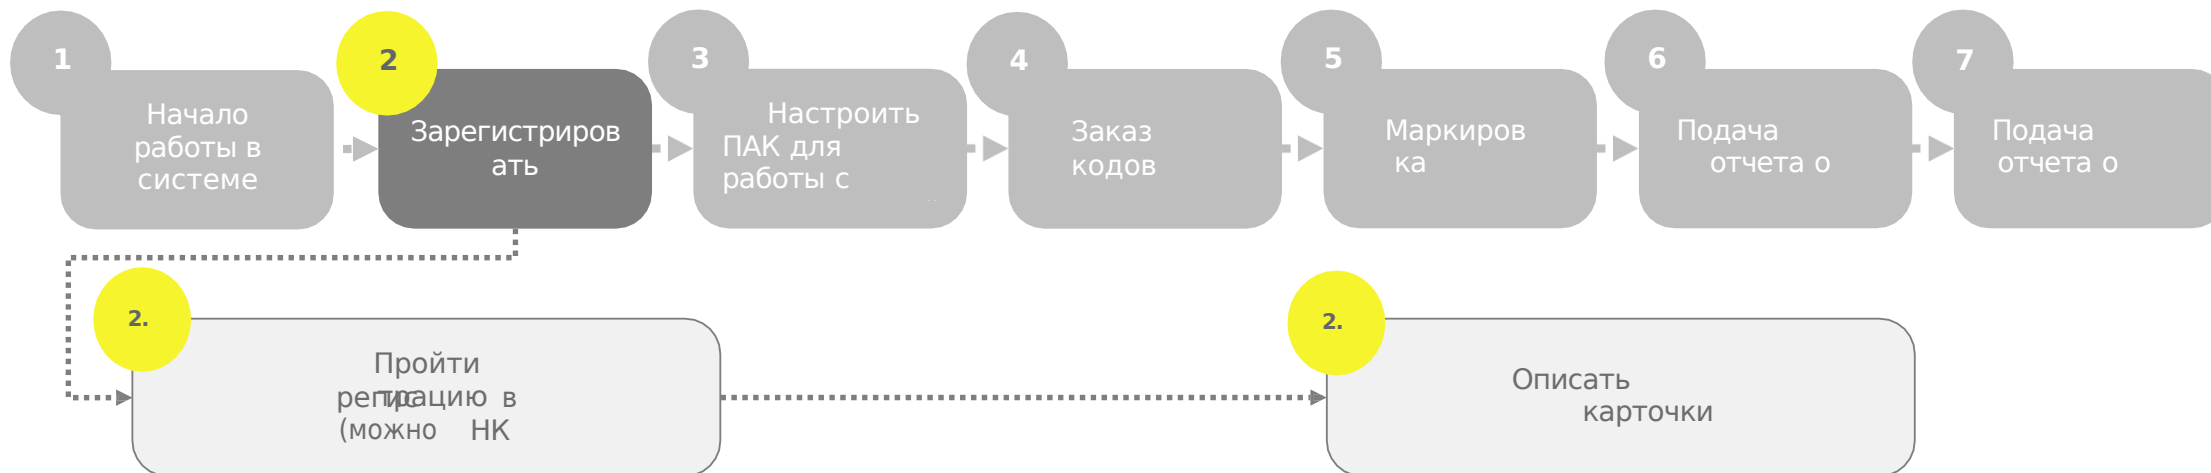 1
Начало
работы в
системе
2
Зарегистриров
ать
3
Настроить
ПАК для
работы с
4
Заказ
кодов
5
Маркиров
ка
6
Подача
отчета о
7
Подача
отчета о
2.
Пройти
регистрацию в
(можно НК
2.
Описать
карточки